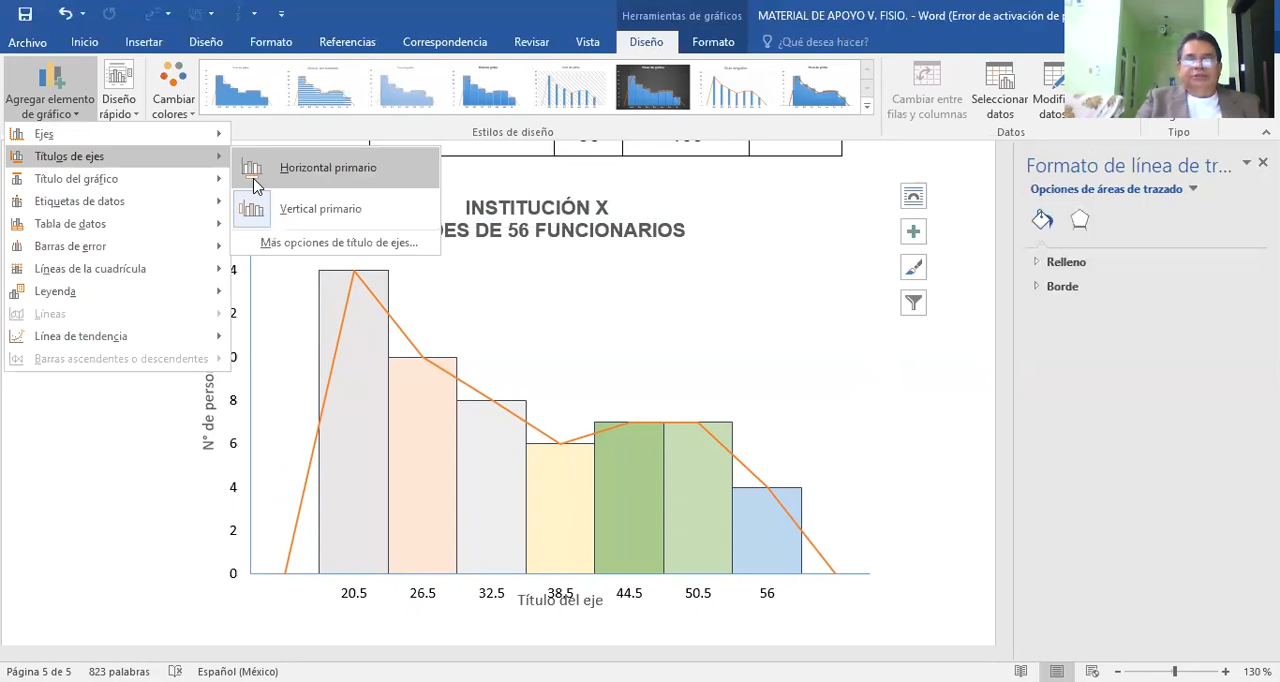 Herramientas de gráficos
MATERIAL DE APOYO V. FISIO. - Word (Error de activación de
Archivo Inicio Insertar Diseño Formato Referencias Correspondencia Revisar Vista Diseño Formato ¿Qué desea hacer?
Agregar elemento de gráfico
Diseño rápido
Cambiar colores
Estilos de diseño
Cambiar entre filas y columnas
Seleccionar datos
Datos
Tipo
Ejes
Títulos de ejes
Título del gráfico
Etiquetas de datos
Tabla de datos
Barras de error
Líneas de la cuadrícula
Leyenda
Líneas
Línea de tendencia
Barras ascendentes o descendentes
Horizontal primario
Vertical primario
Más opciones de título de ejes...
INSTITUCIÓN X
DES DE 56 FUNCIONARIOS
4
2
0
8
6
4
2
0
N° de perso
20.5 26.5 32.5 38.5 44.5 50.5 56
Título del eje
Formato de línea de tr...
Opciones de áreas de trazado
Relleno
Borde
Página 5 de 5 823 palabras Español (México) 130 %